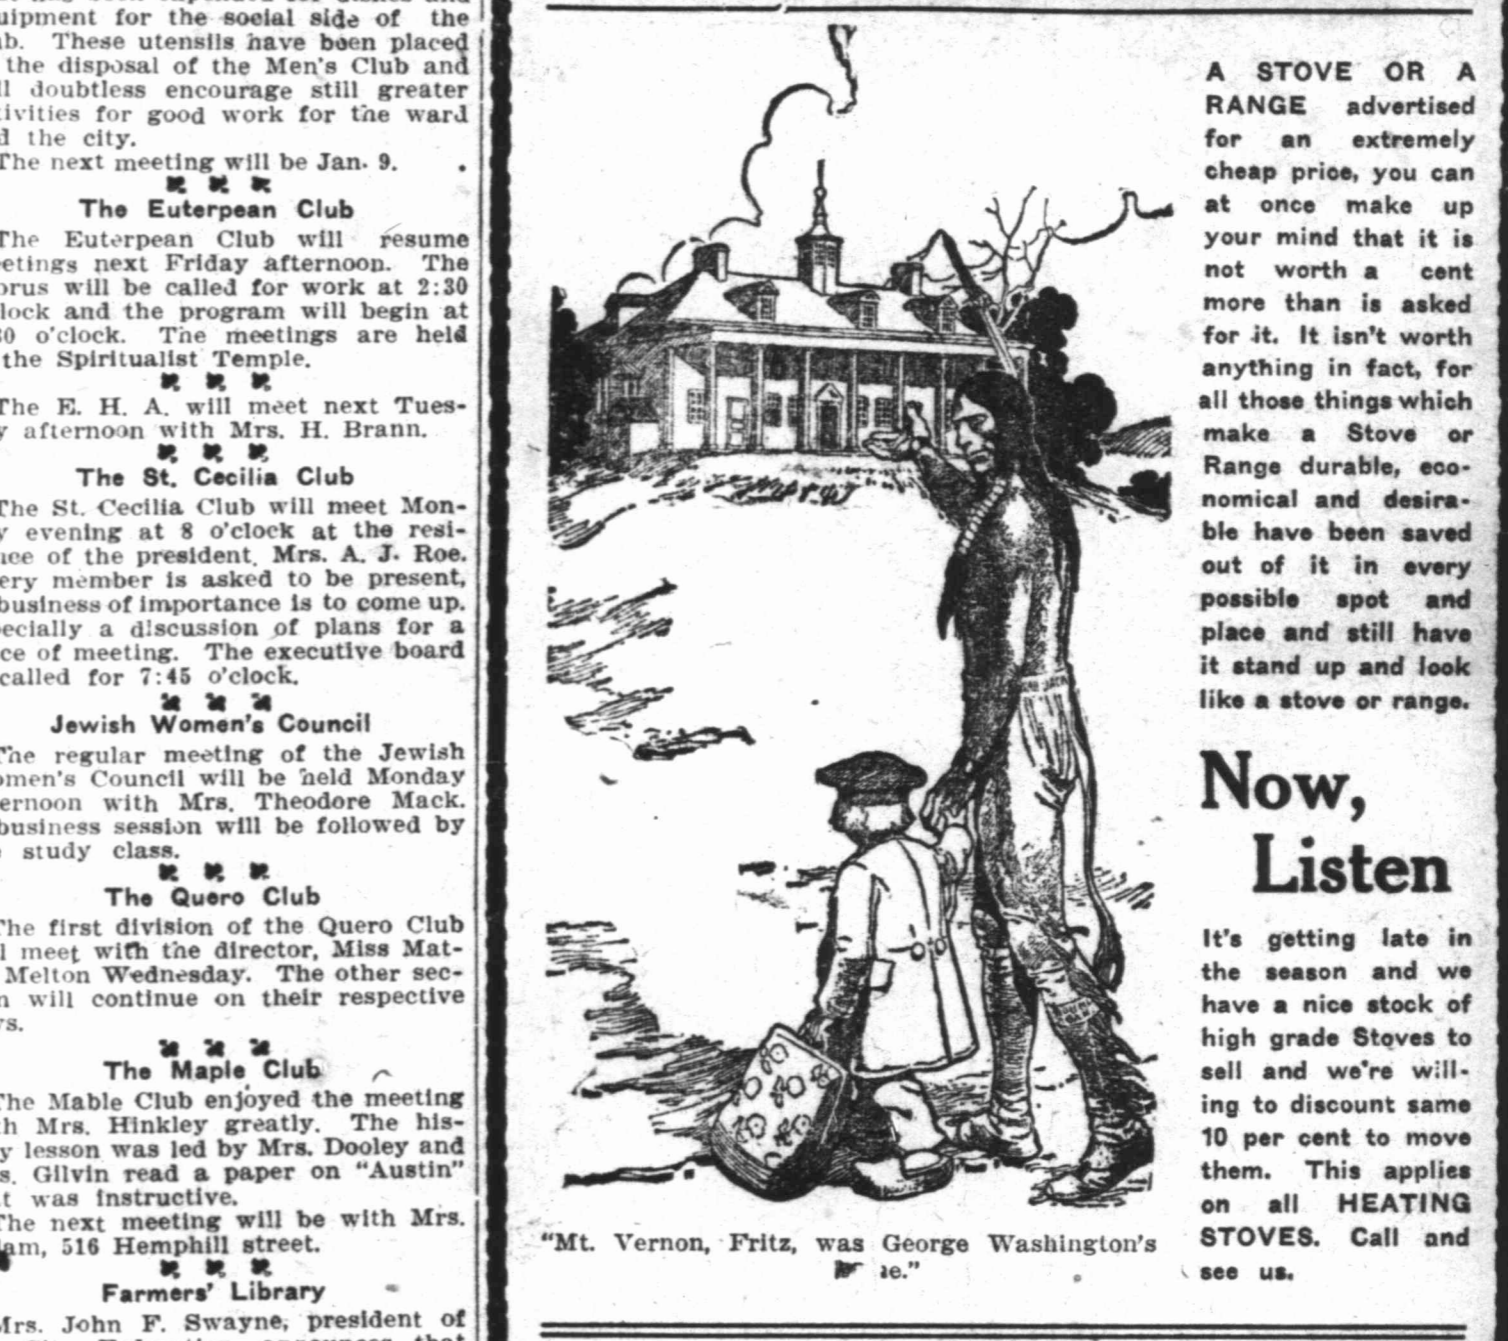 uipment for the social side of the
b. These utensils have been placed
the disposal of the Men's Club and
ll doubtless encourage still greater
tivities for good work for the ward
d the city.
The next meeting will be Jan. 9.
The Euterpean Club
The Euterpean Club will resume
etings next Friday afternoon. The
orus will be called for work at 2:30
lock and the program will begin at
30 o'clock. The meetings are held
the Spiritualist Temple.
The E. H. A. will meet next Tues-
y afternoon with Mrs. H. Brann.
The St. Cecilia Club
The St. Cecilia Club will meet Mon-
y evening at 8 o'clock at the resi-
nce of the president, Mrs. A. J. Roe.
ery member is asked to be present,
business of importance is to come up.
pecially a discussion of plans for a
ce of meeting. The executive board
called for 7:45 o'clock.
Jewish Women's Council
The regular meeting of the Jewish
omen's Council will be held Monday
ernoon with Mrs. Theodore Mack.
business session will be followed by
study class.
The Quero Club
The first division of the Quero Club
l meet with the director, Miss Mat-
Melton Wednesday. The other sec-
n will continue on their respective
ys.
The Maple Club
The Mable Club enjoyed the meeting
th Mrs. Hinkley greatly. The his-
y lesson was led by Mrs. Dooley and
s. Gilvin read a paper on "Austin"
t was instructive.
The next meeting will be with Mrs.
am, 516 Hemphill street.
Farmers' Library
Mrs. John F. Swayne, president of
"Mt. Vernon, Fritz, was George Washington's
A STOVE OR A
RANGE advertised
for an extremely
cheap price, you can
at once make up
your mind that it is
not worth a cent
more than is asked
for it. It isn't worth
anything in fact, for
all those things which
make a Stove or
Range durable, eco-
nomical and desira-
ble have been saved
out of it in every
possible spot and
place and still have
it stand up and look
like a stove or range.
Now,
Listen
It's getting late in
the season and we
have a nice stock of
high grade Stoves to
sell and we're will-
ing to discount same
10 per cent to move
them. This applies
on all HEATING
STOVES. Call and
see us.